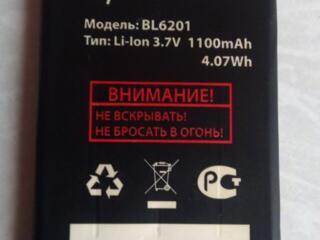 Модель: BL6201
Тип: Li-Ion 3.7V 1100mAh
4.07Wh
ВНИМАНИЕ!
НЕ ВСКРЫВАТЬ!
НЕ БРОСАТЬ В ОГОНЬ!